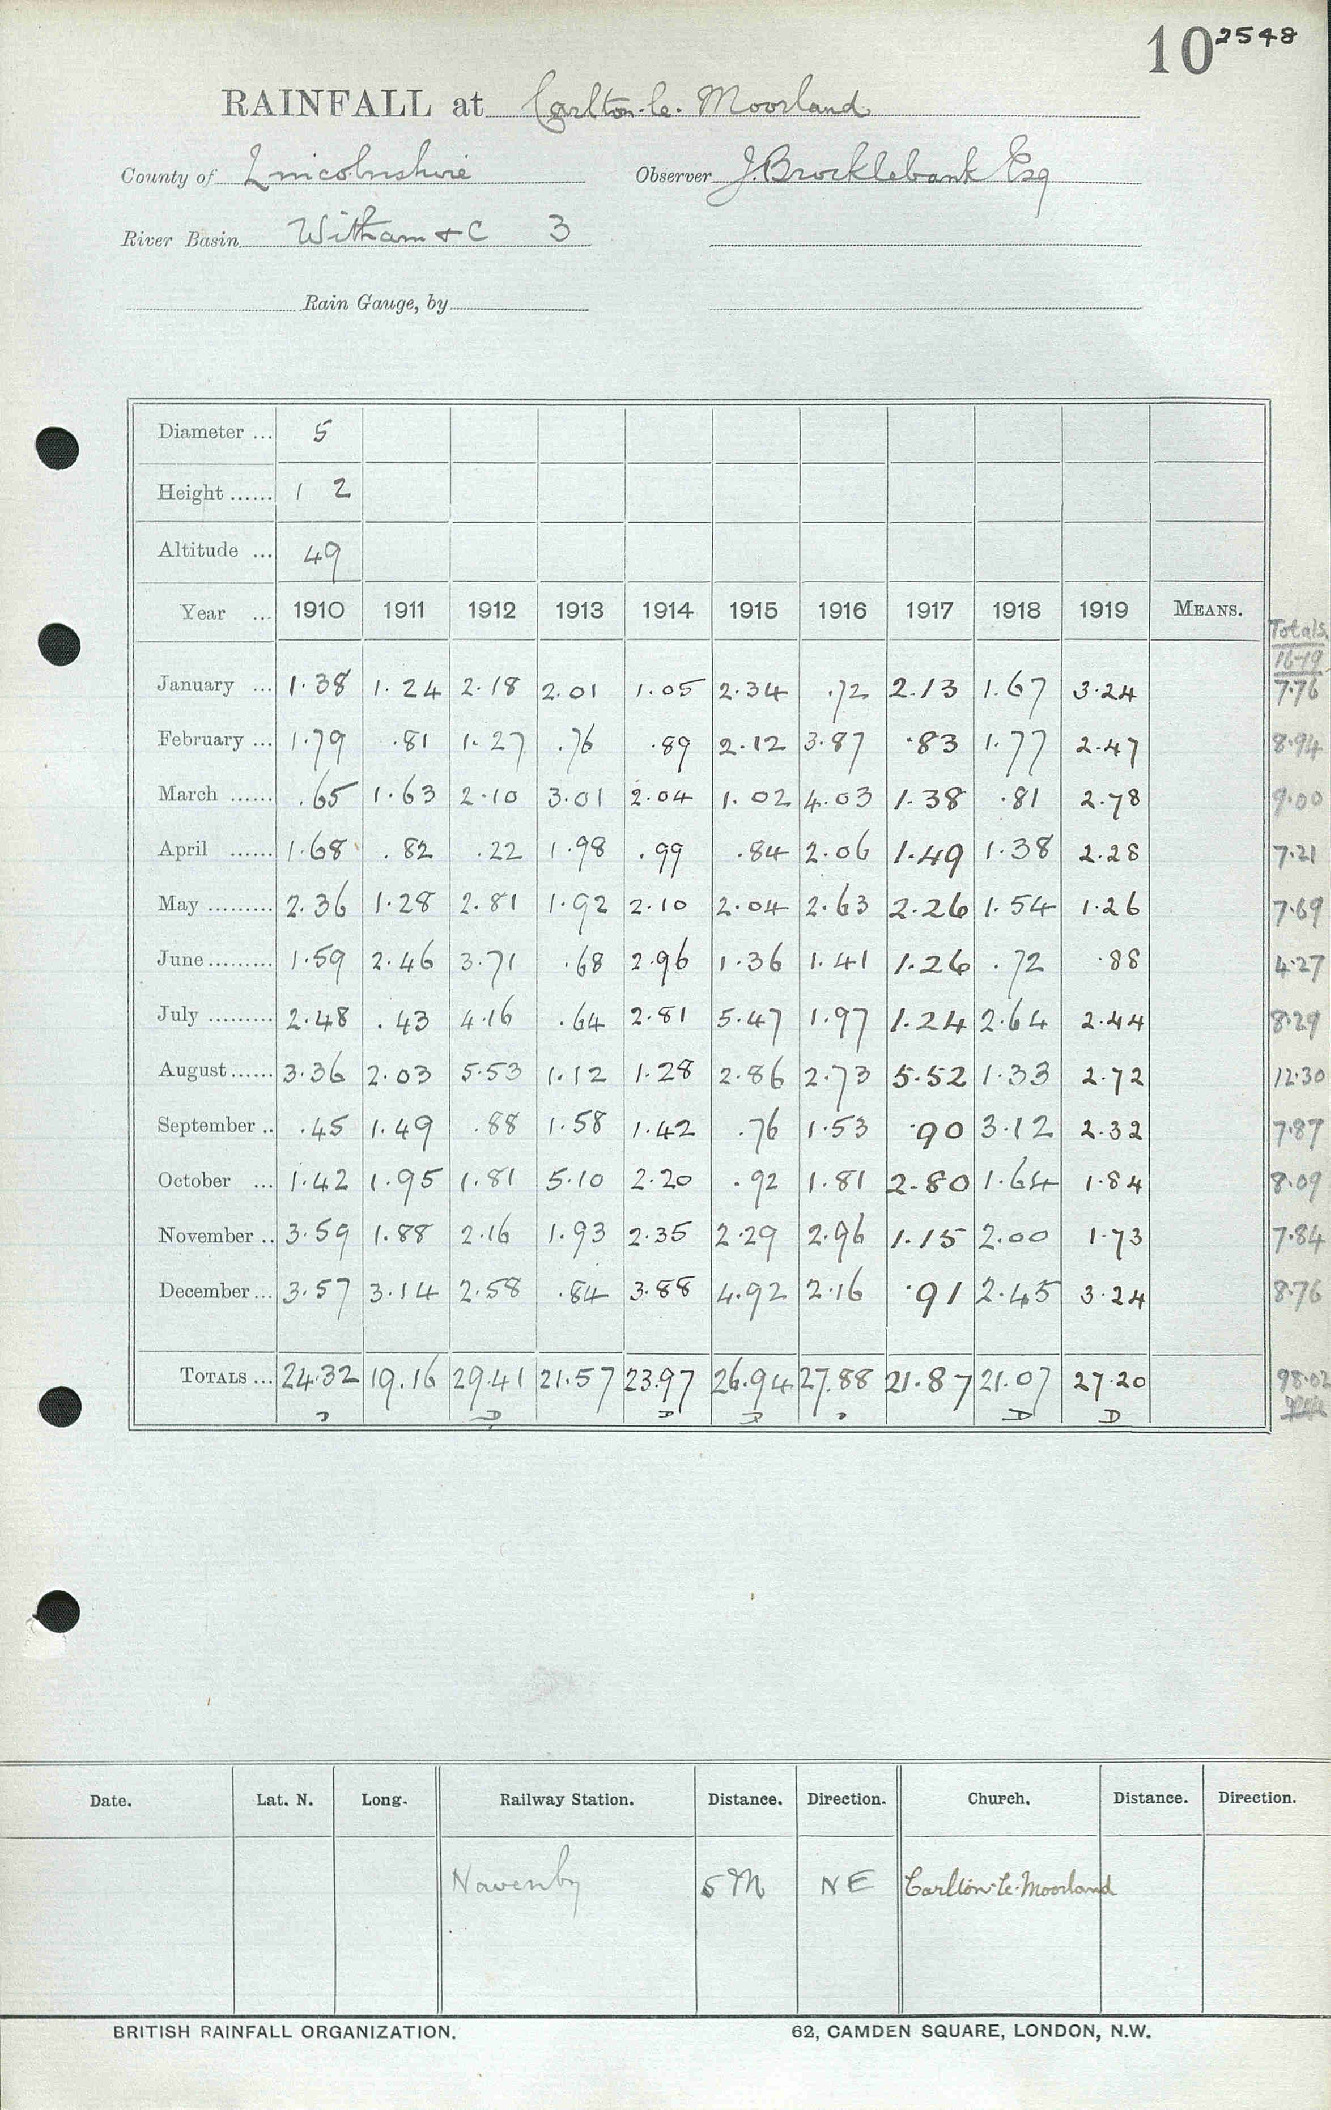 10 2548
RAINFALL at Carlton-le-Moorland
County of Lincolnshire Observer J. Brocklebank Esq
River Basin Witham & C 3
Rain Gauge, by
Diameter ... 5
Height ...... 1 2
Altitude ... 49
Year ... 1910 1911 1912 1913 1914 1915 1916 1917 1918 1919 MEANS. Totals
16-19
January ... 1.38 1.24 2.18 2.01 1.05 2.34 .72 2.13 1.67 3.24 7.76
February ... 1.79 .81 1.27 .76 .89 2.12 3.87 .83 1.77 2.47 8.94
March ...... .65 1.63 2.10 3.01 2.04 1.02 4.03 1.38 .81 2.78 9.00
April ...... 1.68 .82 .22 1.98 .99 .84 2.06 1.49 1.38 2.28 7.21
May ......... 2.36 1.28 2.81 1.92 2.10 2.04 2.63 2.26 1.54 1.26 7.69
June ......... 1.59 2.46 3.71 .68 2.96 1.36 1.41 1.26 .72 .88 4.27
July ......... 2.48 .43 4.16 .64 2.81 5.47 1.97 1.24 2.64 2.44 8.29
August ...... 3.36 2.03 5.53 1.12 1.28 2.86 2.73 5.52 1.33 2.72 12.30
September .. .45 1.49 .88 1.58 1.42 .76 1.53 .90 3.12 2.32 7.87
October ... 1.42 1.95 1.81 5.10 2.20 .92 1.81 2.80 1.64 1.84 8.09
November .. 3.59 1.88 2.16 1.93 2.35 2.29 2.96 1.15 2.00 1.73 7.84
December ... 3.57 3.14 2.58 .84 3.88 4.92 2.16 .91 2.45 3.24 8.76
TOTALS ... 24.32 19.16 29.41 21.57 23.97 26.94 27.88 21.87 21.07 27.20 98.02
D D D D D D D
Date. Lat. N. Long. Railway Station. Distance. Direction. Church. Distance. Direction.
Navenby 5 M NE Carlton-le-Moorland
BRITISH RAINFALL ORGANIZATION. 62, CAMDEN SQUARE, LONDON, N.W.